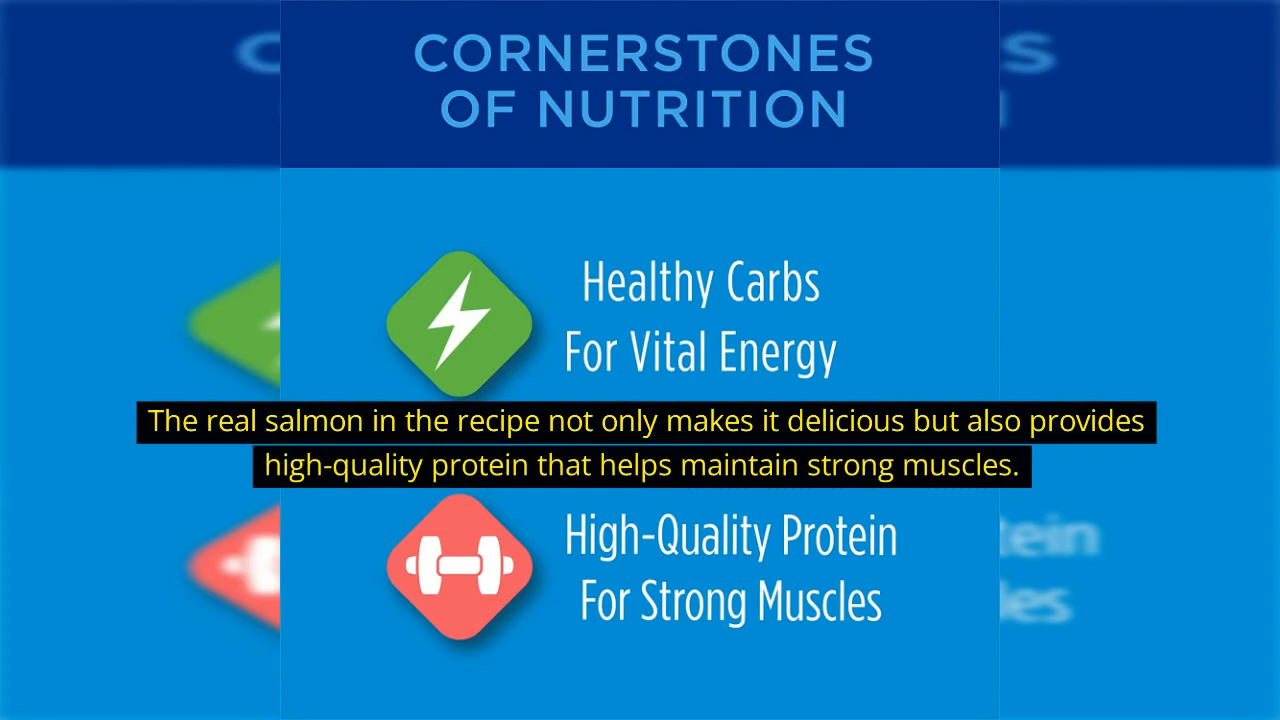 CORNERSTONES
OF NUTRITION
Healthy Carbs
For Vital Energy
The real salmon in the recipe not only makes it delicious but also provides
high-quality protein that helps maintain strong muscles.
High-Quality Protein
For Strong Muscles